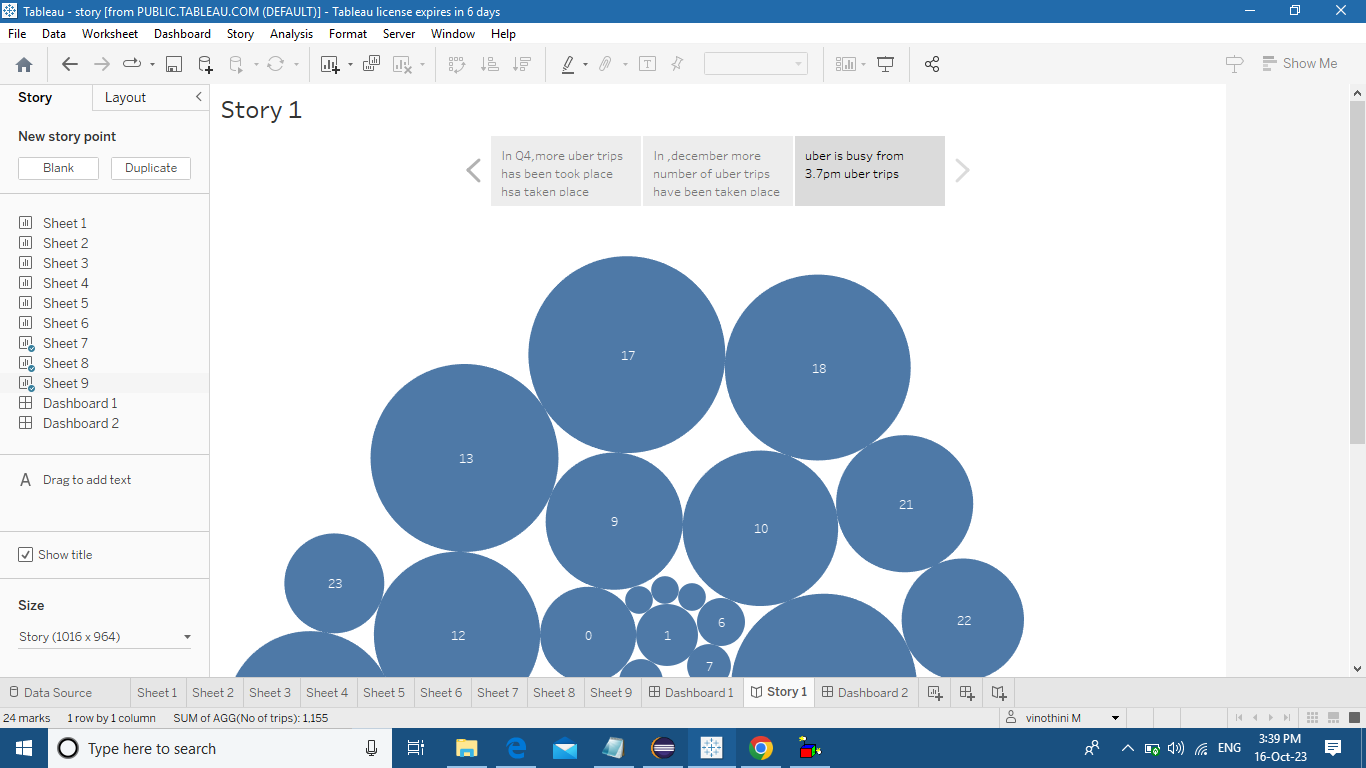 Tableau - story [from PUBLIC.TABLEAU.COM (DEFAULT)] - Tableau license expires in 6 days
File Data Worksheet Dashboard Story Analysis Format Server Window Help
Show Me
Story Layout
New story point
Blank Duplicate
Sheet 1
Sheet 2
Sheet 3
Sheet 4
Sheet 5
Sheet 6
Sheet 7
Sheet 8
Sheet 9
Dashboard 1
Dashboard 2
A Drag to add text
Show title
Size
Story (1016 x 964)
Story 1
In Q4,more uber trips
has been took place
hsa taken place
In ,december more
number of uber trips
have been taken place
uber is busy from
3.7pm uber trips
17
18
13
9
10
21
23
12
0
1
6
7
22
Data Source Sheet 1 Sheet 2 Sheet 3 Sheet 4 Sheet 5 Sheet 6 Sheet 7 Sheet 8 Sheet 9 Dashboard 1 Story 1 Dashboard 2
24 marks 1 row by 1 column SUM of AGG(No of trips): 1,155 vinothini M
Type here to search
ENG
3:39 PM
16-Oct-23